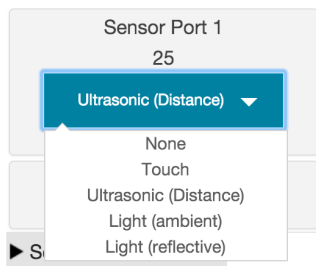 Sensor Port 1
25
Ultrasonic (Distance)
None
Touch
Ultrasonic (Distance)
Light (ambient)
Light (reflective)